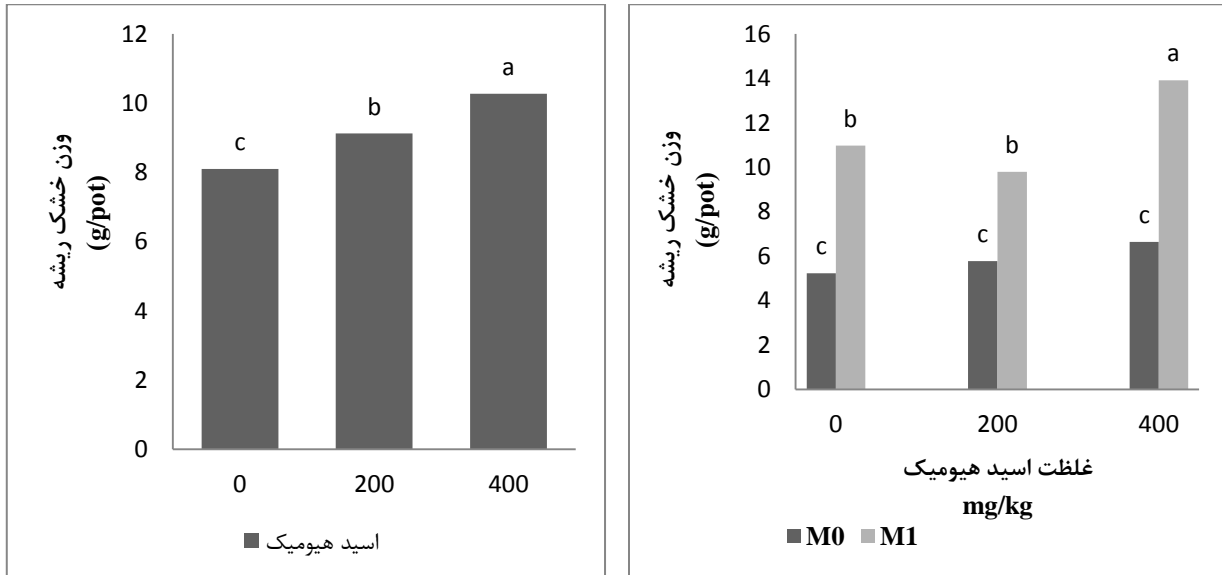 12
10
8
6
4
2
0
c
b
a
0
200
400
وزن خشک ریشه
(g/pot)
اسید هیومیک
16
14
12
10
8
6
4
2
0
c
b
c
b
c
a
0
200
400
وزن خشک ریشه
(g/pot)
غلظت اسید هیومیک
mg/kg
M0 M1